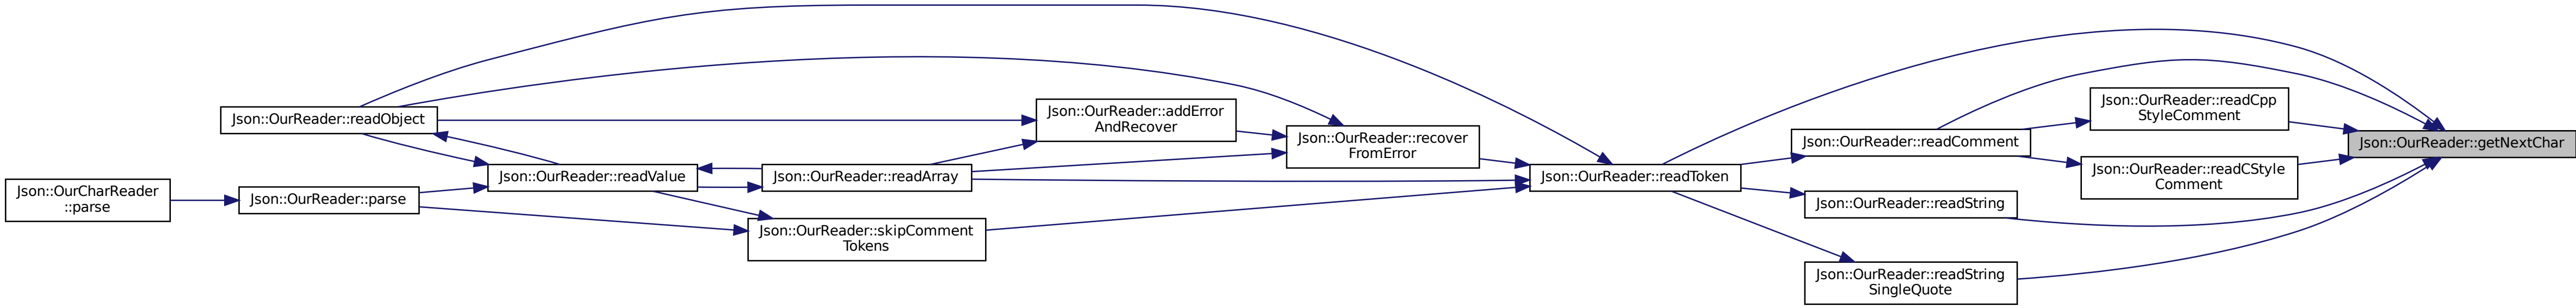 Json::OurCharReader
::parse
Json::OurReader::parse
Json::OurReader::readObject
Json::OurReader::readValue
Json::OurReader::skipComment
Tokens
Json::OurReader::readArray
Json::OurReader::addError
AndRecover
Json::OurReader::recover
FromError
Json::OurReader::readToken
Json::OurReader::readComment
Json::OurReader::readString
Json::OurReader::readString
SingleQuote
Json::OurReader::readCpp
StyleComment
Json::OurReader::readCStyle
Comment
Json::OurReader::getNextChar